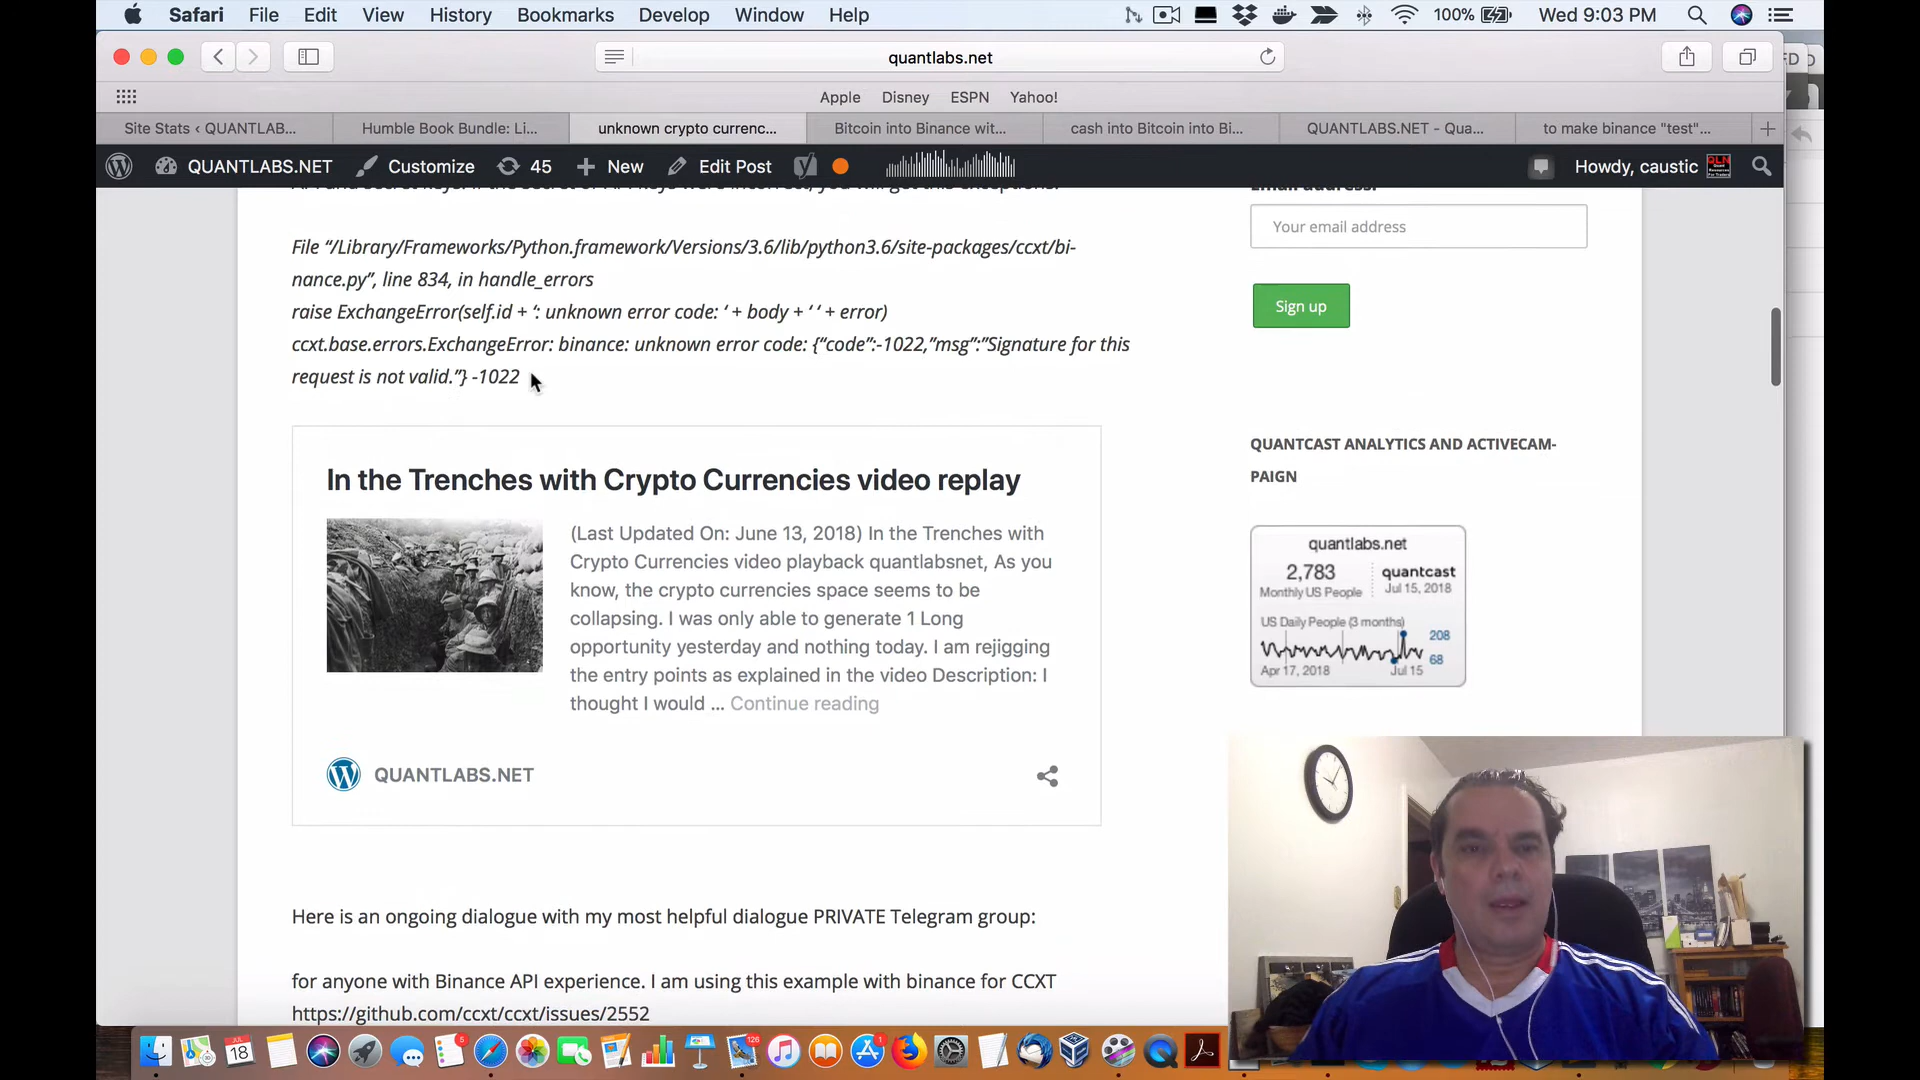 Safari File Edit View History Bookmarks Develop Window Help 100% Wed 9:03 PM
quantlabs.net
Apple Disney ESPN Yahoo!
Site Stats ‹ QUANTLAB... Humble Book Bundle: Li... unknown crypto currenc... Bitcoin into Binance wit... cash into Bitcoin into Bi... QUANTLABS.NET - Qua... to make binance "test"...
QUANTLABS.NET Customize 45 New Edit Post Howdy, caustic
File “/Library/Frameworks/Python.framework/Versions/3.6/lib/python3.6/site-packages/ccxt/bi-
nance.py”, line 834, in handle_errors
raise ExchangeError(self.id + ‘: unknown error code: ‘ + body + ‘ ‘ + error)
ccxt.base.errors.ExchangeError: binance: unknown error code: {“code”:-1022,”msg”:”Signature for this
request is not valid.”} -1022
In the Trenches with Crypto Currencies video replay
(Last Updated On: June 13, 2018) In the Trenches with
Crypto Currencies video playback quantlabsnet, As you
know, the crypto currencies space seems to be
collapsing. I was only able to generate 1 Long
opportunity yesterday and nothing today. I am rejigging
the entry points as explained in the video Description: I
thought I would ... Continue reading
QUANTLABS.NET
Here is an ongoing dialogue with my most helpful dialogue PRIVATE Telegram group:
for anyone with Binance API experience. I am using this example with binance for CCXT
https://github.com/ccxt/ccxt/issues/2552
Email address:
Your email address
Sign up
QUANTCAST ANALYTICS AND ACTIVECAM-
PAIGN
quantlabs.net
2,783 quantcast
Monthly US People Jul 15, 2018
US Daily People (3 months)
208
68
Apr 17, 2018 Jul 15
JUL
18
5
126
1